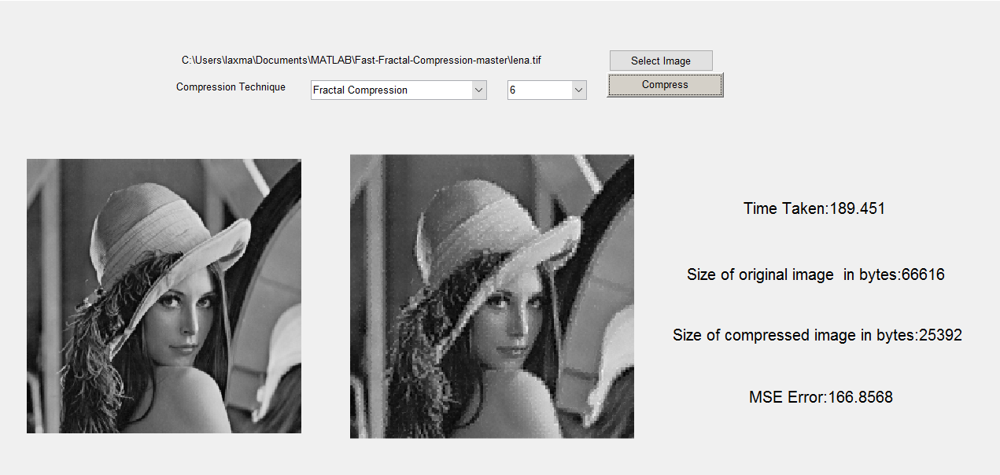 C:\Users\laxma\Documents\MATLAB\Fast-Fractal-Compression-master\lena.tif
Select Image
Compression Technique
Fractal Compression
6
Compress
Time Taken:189.451
Size of original image  in bytes:66616
Size of compressed image in bytes:25392
MSE Error:166.8568